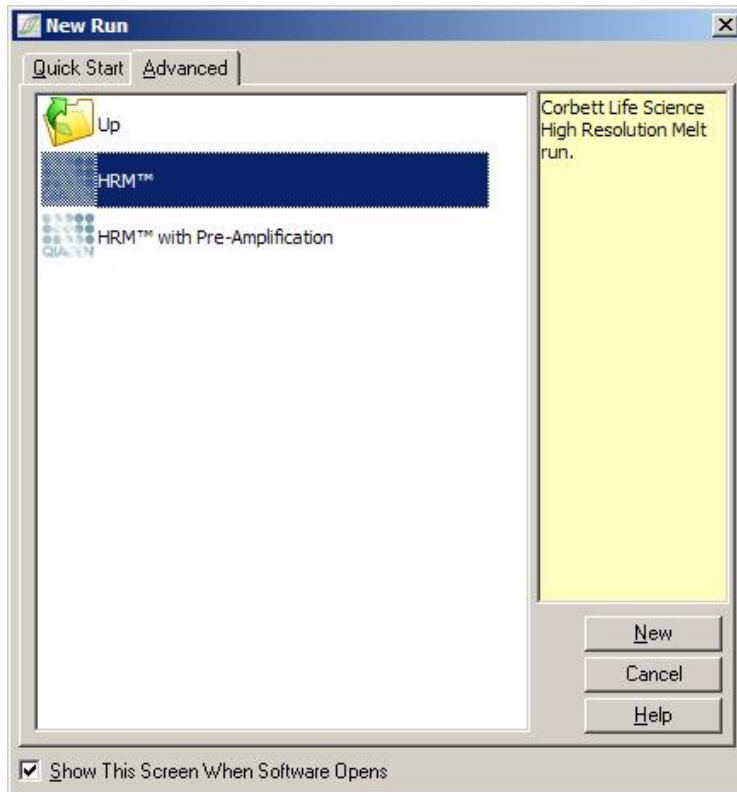 New Run
Quick Start
Advanced
Up
HRM™
QIAGEN
HRM™ with Pre-Amplification
Corbett Life Science
High Resolution Melt
run.
New
Cancel
Help
Show This Screen When Software Opens